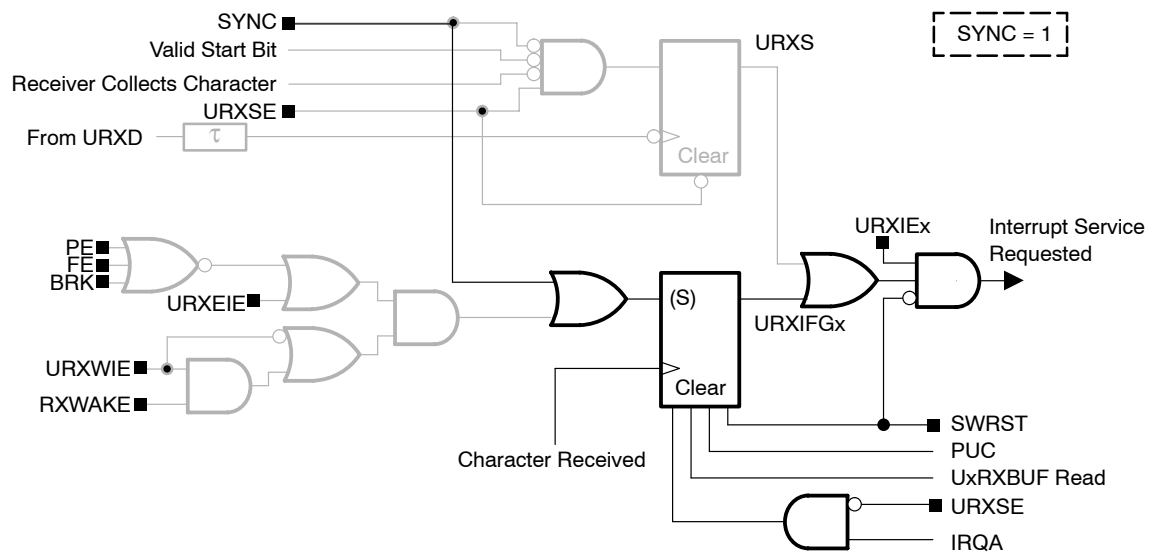 SYNC
SYNC = 1
Valid Start Bit
URXS
Receiver Collects Character
URXSE
From URXD
τ
Clear
URXIEx
Interrupt Service
Requested
PE
FE
BRK
URXEIE
(S)
URXIFGx
URXWIE
RXWAKE
Clear
Character Received
SWRST
PUC
UxRXBUF Read
URXSE
IRQA